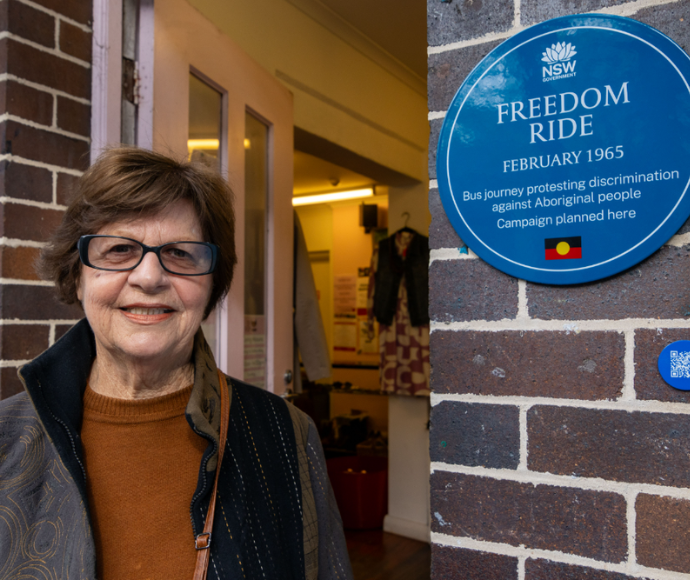 NSW
GOVERNMENT
FREEDOM
RIDE
FEBRUARY 1965
Bus journey protesting discrimination
against Aboriginal people
Campaign planned here